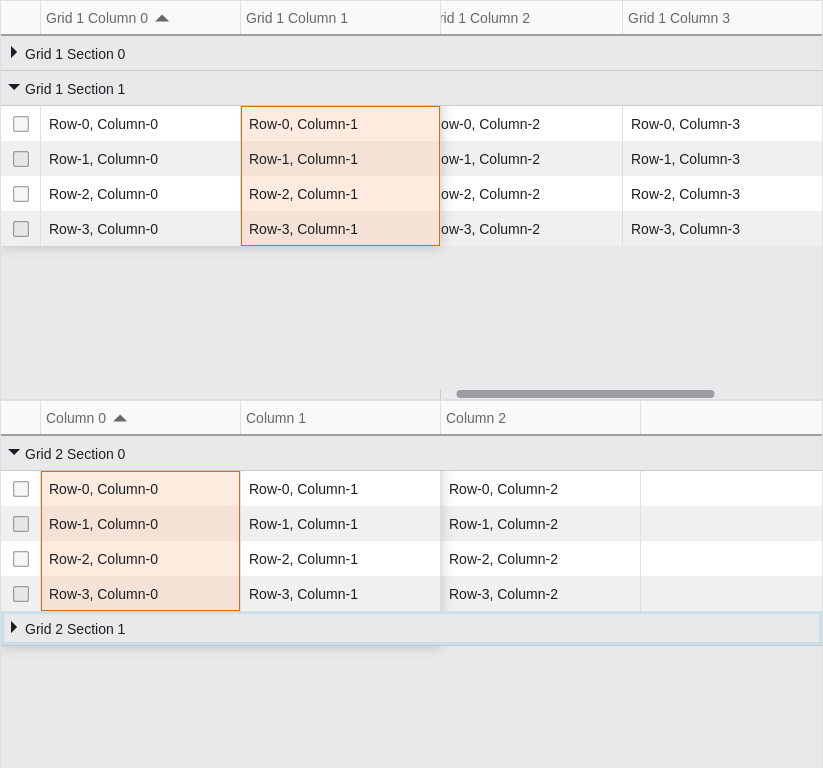 Grid 1 Column 0 Grid 1 Column 1 rid 1 Column 2 Grid 1 Column 3
Grid 1 Section 0
Grid 1 Section 1
Row-0, Column-0 Row-0, Column-1 ow-0, Column-2 Row-0, Column-3
Row-1, Column-0 Row-1, Column-1 ow-1, Column-2 Row-1, Column-3
Row-2, Column-0 Row-2, Column-1 ow-2, Column-2 Row-2, Column-3
Row-3, Column-0 Row-3, Column-1 ow-3, Column-2 Row-3, Column-3
Column 0 Column 1 Column 2
Grid 2 Section 0
Row-0, Column-0 Row-0, Column-1 Row-0, Column-2
Row-1, Column-0 Row-1, Column-1 Row-1, Column-2
Row-2, Column-0 Row-2, Column-1 Row-2, Column-2
Row-3, Column-0 Row-3, Column-1 Row-3, Column-2
Grid 2 Section 1